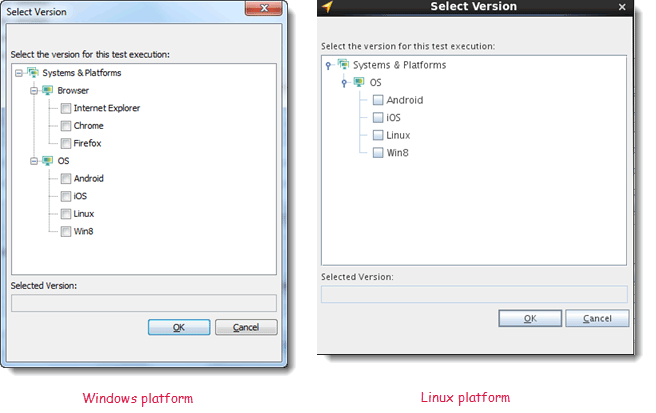 Select Version
Select the version for this test execution:
Systems & Platforms
Browser
Internet Explorer
Chrome
Firefox
OS
Android
iOS
Linux
Win8
Selected Version:
OK
Cancel
Windows platform
Select Version
Select the version for this test execution:
Systems & Platforms
OS
Android
iOS
Linux
Win8
Selected Version:
OK
Cancel
Linux platform